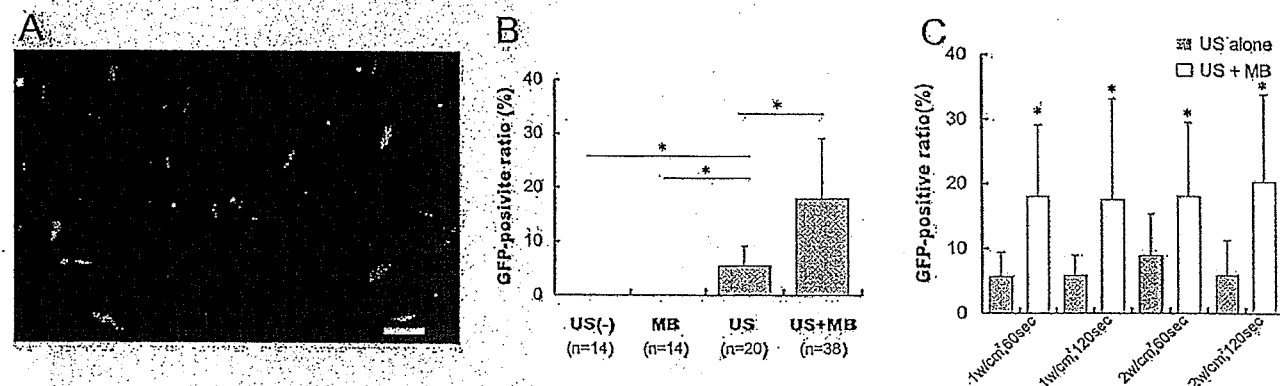 A
B
GFP-posivite ratio (%)
40
30
20
10
0
*
*
*
US(-) MB US US+MB
(n=14) (n=14) (n=20) (n=38)
C
GFP-positive ratio(%)
40
30
20
10
0
US alone
US + MB
* * * *
1w/cm²,60sec
1w/cm²,120sec
2w/cm²,60sec
2w/cm²,120sec